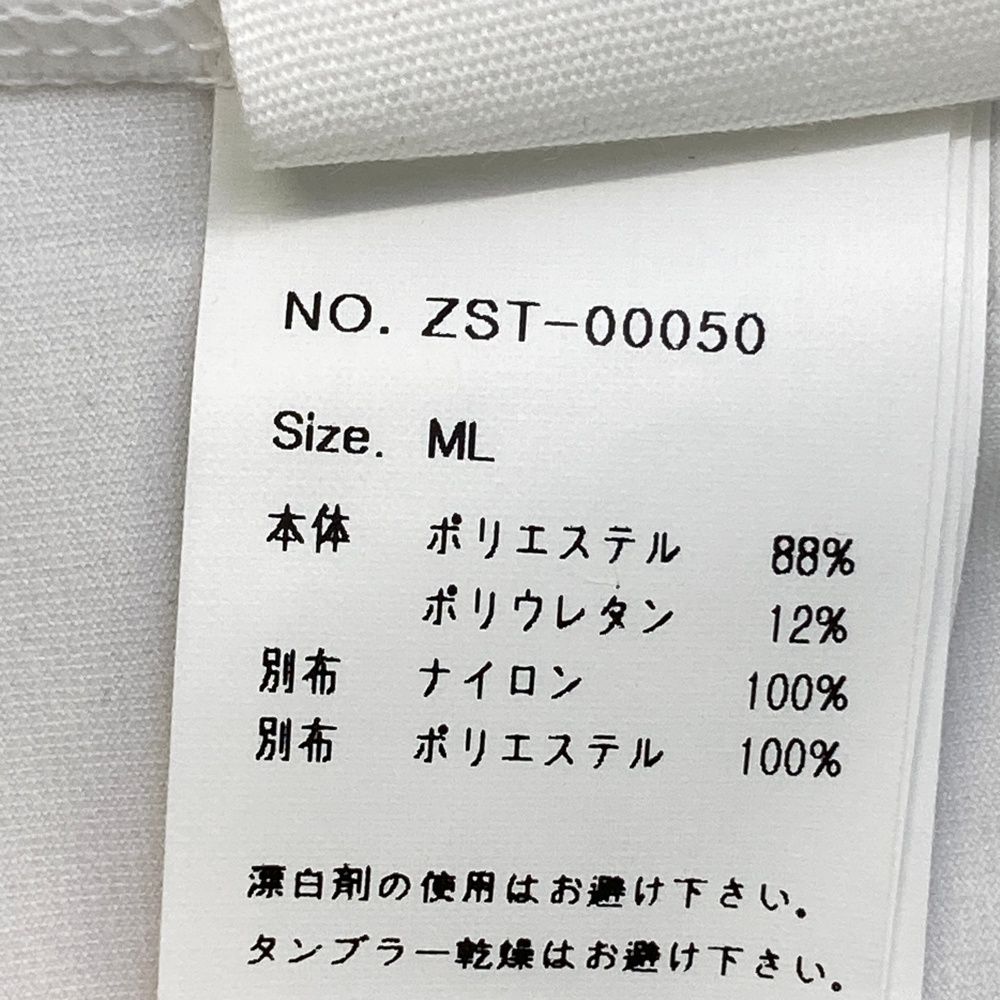 NO. ZST-00050
Size. ML
本体 ポリエステル 88%
ポリウレタン 12%
別布 ナイロン 100%
別布 ポリエステル 100%
漂白剤の使用はお避け下さい。
タンブラー乾燥はお避け下さい。